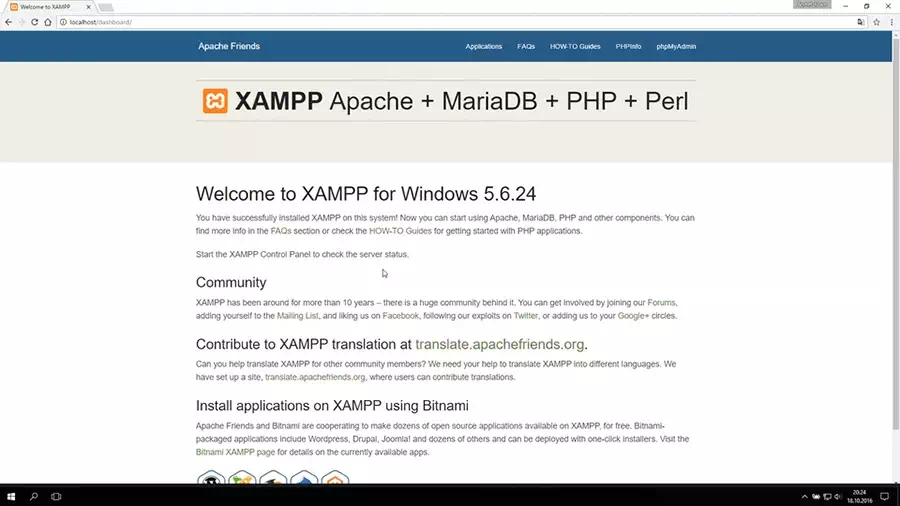 Welcome to XAMPP
localhost/dashboard/
Apache Friends
Applications FAQs HOW-TO Guides PHPInfo phpMyAdmin
XAMPP Apache + MariaDB + PHP + Perl
Welcome to XAMPP for Windows 5.6.24
You have successfully installed XAMPP on this system! Now you can start using Apache, MariaDB, PHP and other components. You can
find more info in the FAQs section or check the HOW-TO Guides for getting started with PHP applications.
Start the XAMPP Control Panel to check the server status.
Community
XAMPP has been around for more than 10 years – there is a huge community behind it. You can get involved by joining our Forums,
adding yourself to the Mailing List, and liking us on Facebook, following our exploits on Twitter, or adding us to your Google+ circles.
Contribute to XAMPP translation at translate.apachefriends.org.
Can you help translate XAMPP for other community members? We need your help to translate XAMPP into different languages. We
have set up a site, translate.apachefriends.org, where users can contribute translations.
Install applications on XAMPP using Bitnami
Apache Friends and Bitnami are cooperating to make dozens of open source applications available on XAMPP, for free. Bitnami-
packaged applications include Wordpress, Drupal, Joomla! and dozens of others and can be deployed with one-click installers. Visit the
Bitnami XAMPP page for details on the currently available apps.
20:24
18.10.2016